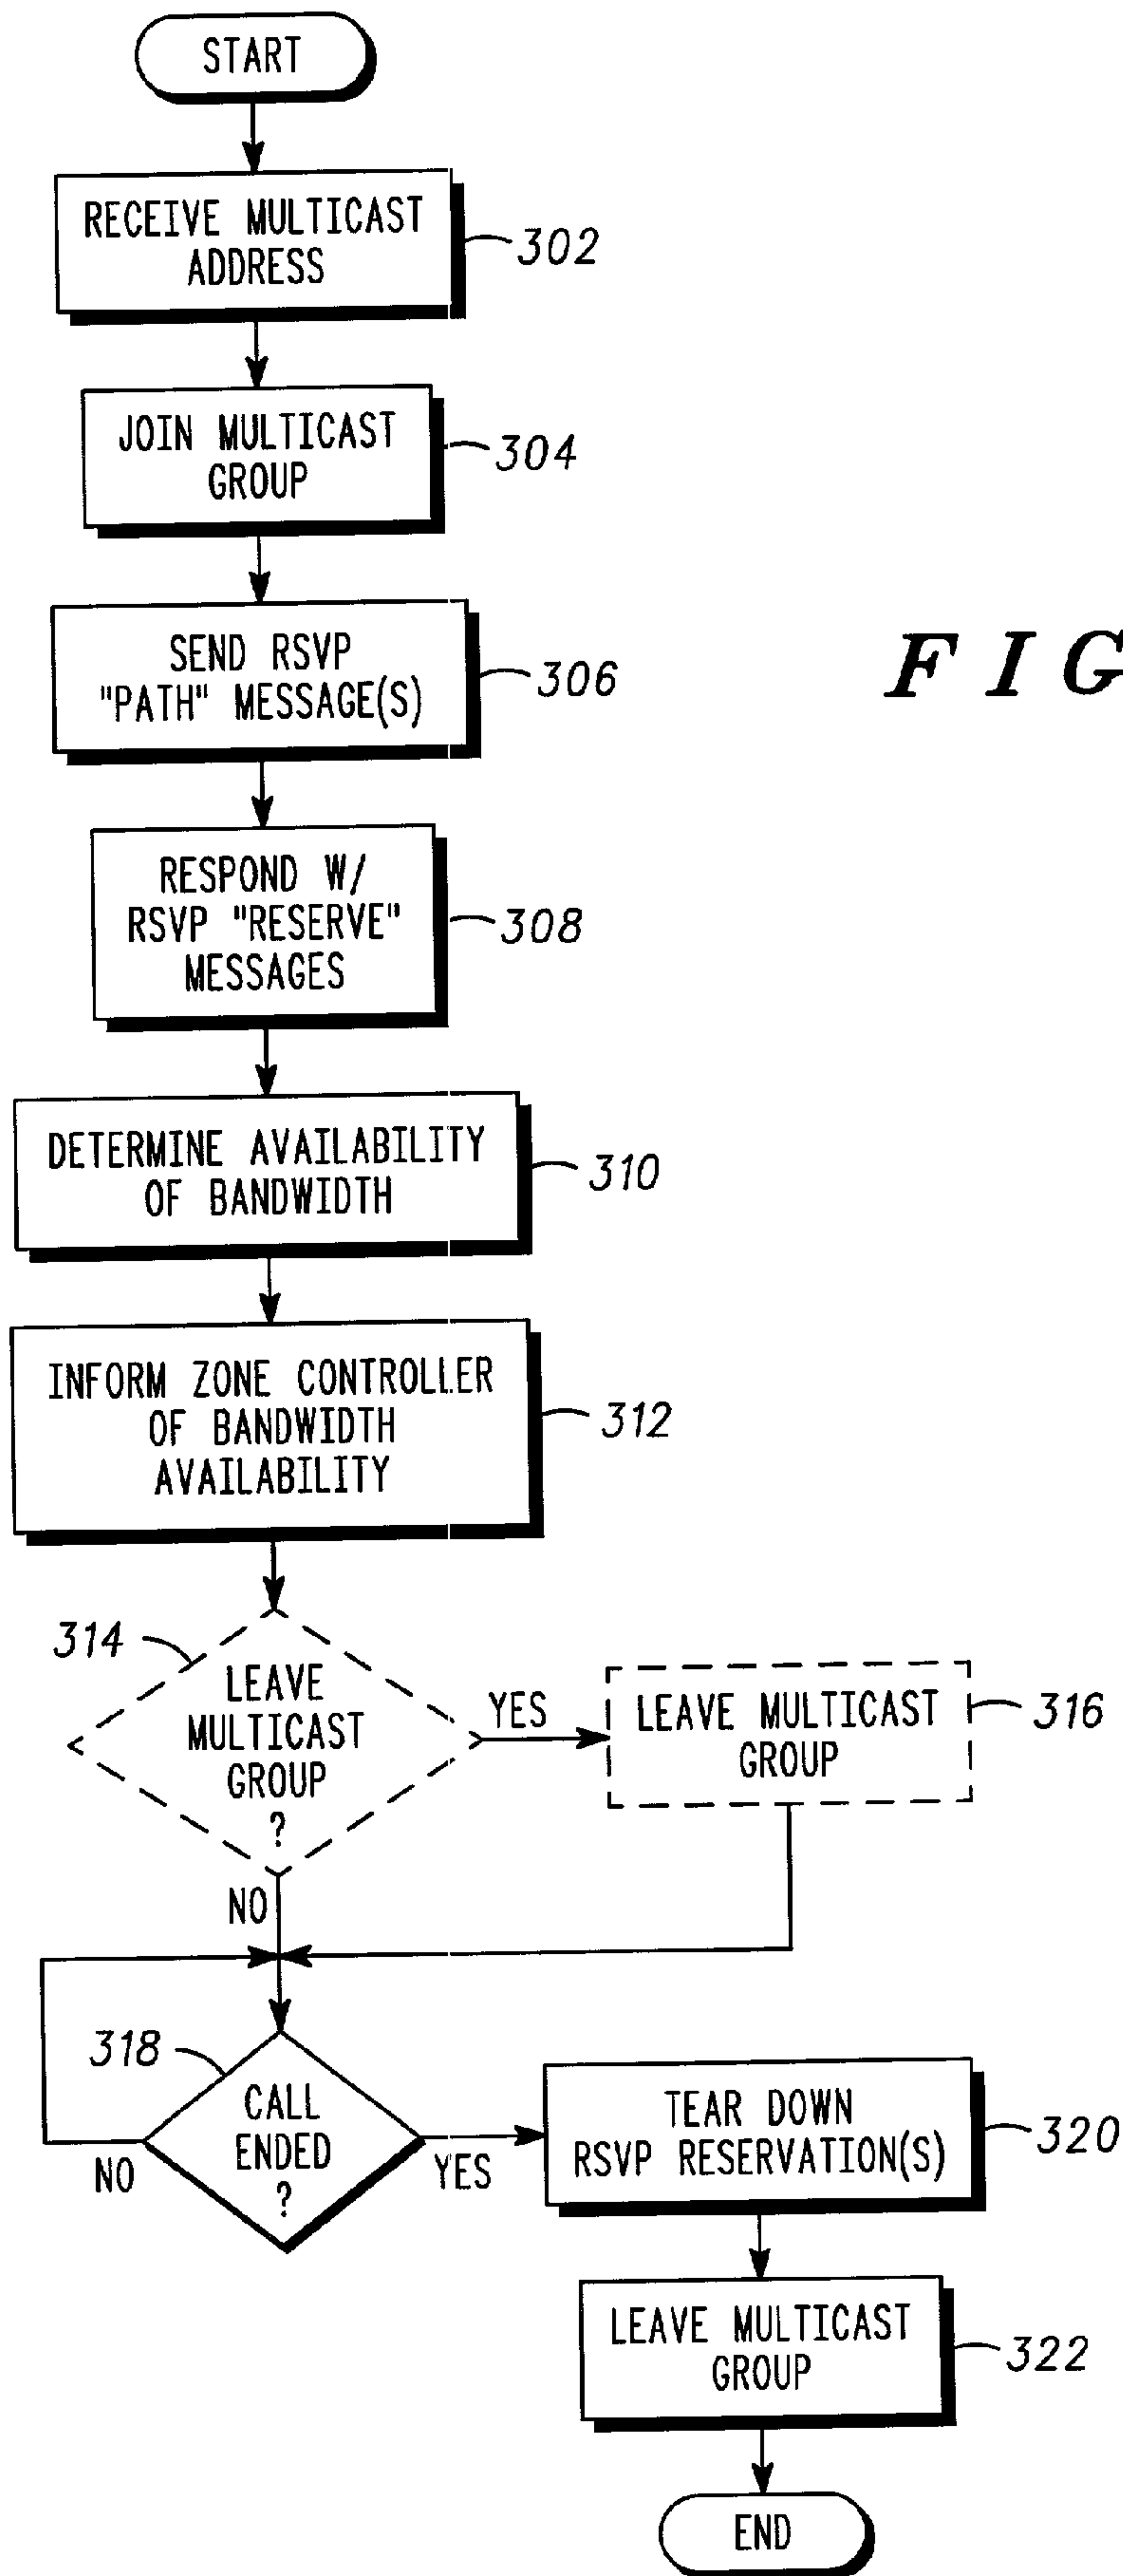 START
RECEIVE MULTICAST
ADDRESS
302
JOIN MULTICAST
GROUP
304
SEND RSVP
"PATH" MESSAGE(S)
306
F I G
RESPOND W/
RSVP "RESERVE"
MESSAGES
308
DETERMINE AVAILABILITY
OF BANDWIDTH
310
INFORM ZONE CONTROLLER
OF BANDWIDTH
AVAILABILITY
312
314
LEAVE
MULTICAST
GROUP
?
YES
LEAVE MULTICAST
GROUP
316
NO
318
CALL
ENDED
?
NO
YES
TEAR DOWN
RSVP RESERVATION(S)
320
LEAVE MULTICAST
GROUP
322
END